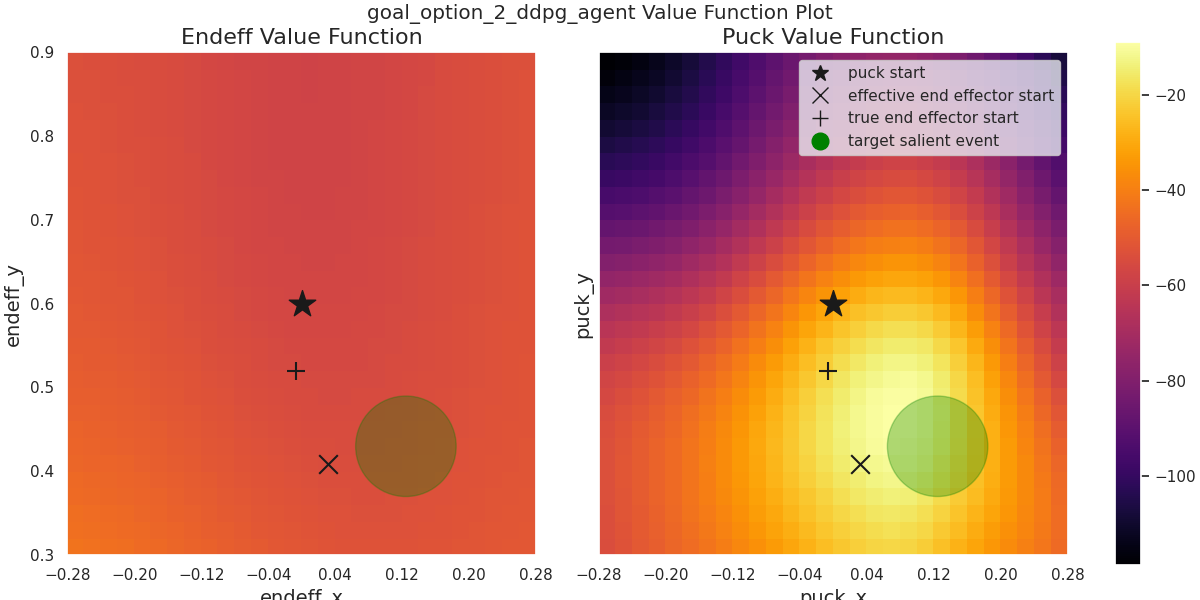 goal_option_2_ddpg_agent Value Function Plot
Endeff Value Function
0.9
0.8
0.7
0.6
0.5
0.4
0.3
endeff_y
−0.28 −0.20 −0.12 −0.04 0.04 0.12 0.20 0.28
endeff_x
Puck Value Function
puck start
effective end effector start
true end effector start
target salient event
puck_y
−0.28 −0.20 −0.12 −0.04 0.04 0.12 0.20 0.28
puck_x
−20
−40
−60
−80
−100